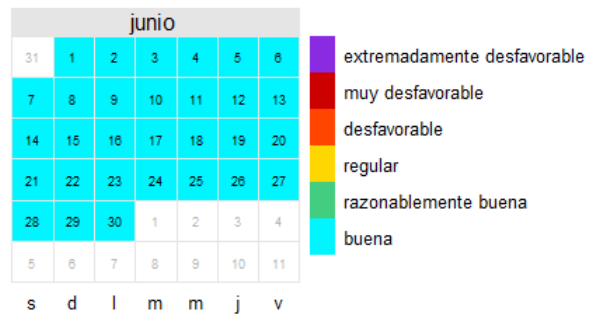 junio
31 1 2 3 4 5 6
7 8 9 10 11 12 13
14 15 16 17 18 19 20
21 22 23 24 25 26 27
28 29 30 1 2 3 4
5 6 7 8 9 10 11
s d l m m j v
extremadamente desfavorable
muy desfavorable
desfavorable
regular
razonablemente buena
buena